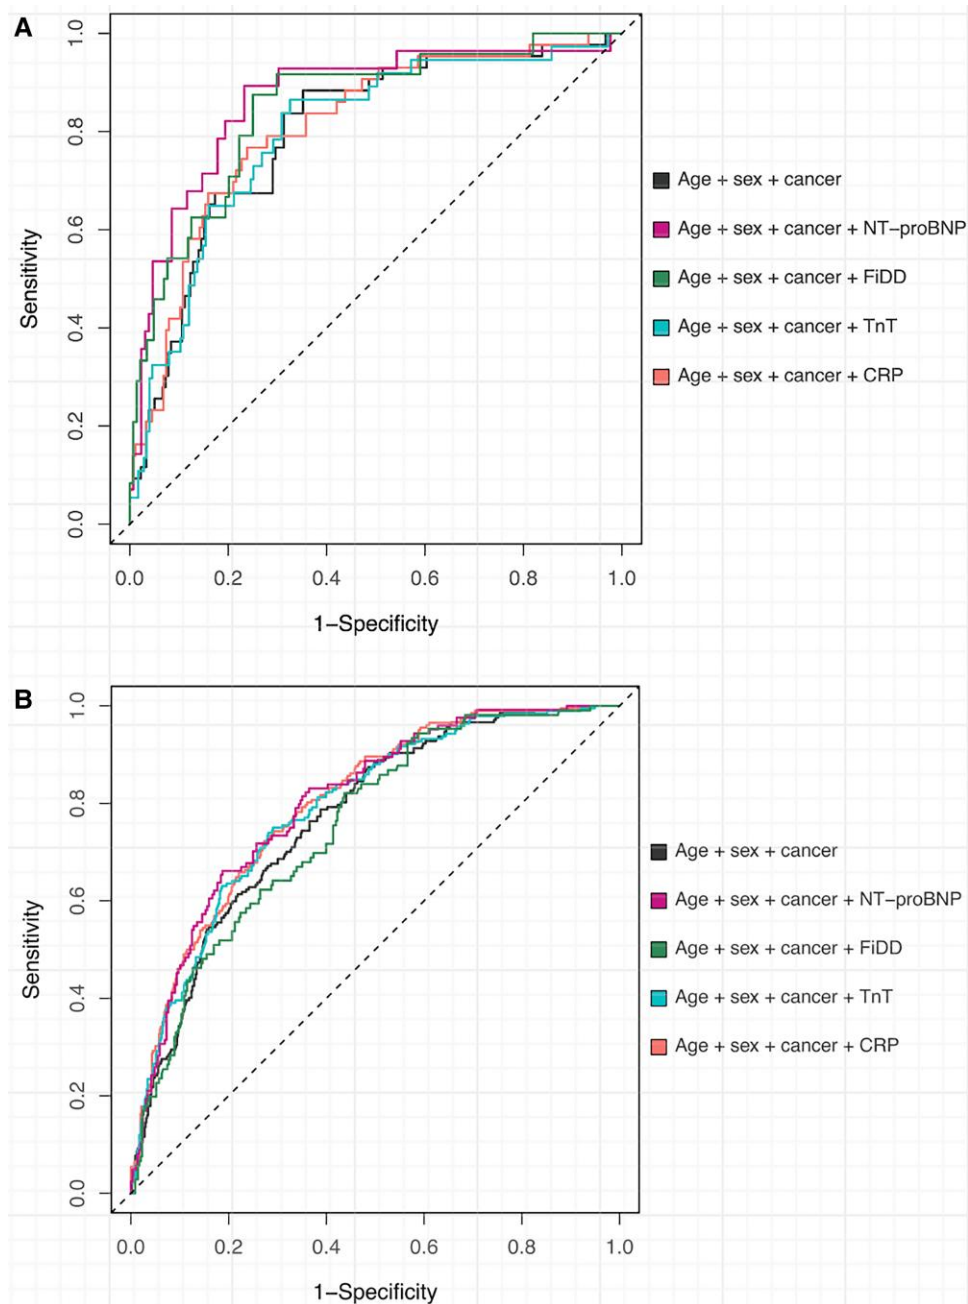 A
1.0
0.8
0.6
0.4
0.2
0.0
Sensitivity
0.0 0.2 0.4 0.6 0.8 1.0
1−Specificity
Age + sex + cancer
Age + sex + cancer + NT−proBNP
Age + sex + cancer + FiDD
Age + sex + cancer + TnT
Age + sex + cancer + CRP
B
1.0
0.8
0.6
0.4
0.2
0.0
Sensitivity
0.0 0.2 0.4 0.6 0.8 1.0
1−Specificity
Age + sex + cancer
Age + sex + cancer + NT−proBNP
Age + sex + cancer + FiDD
Age + sex + cancer + TnT
Age + sex + cancer + CRP